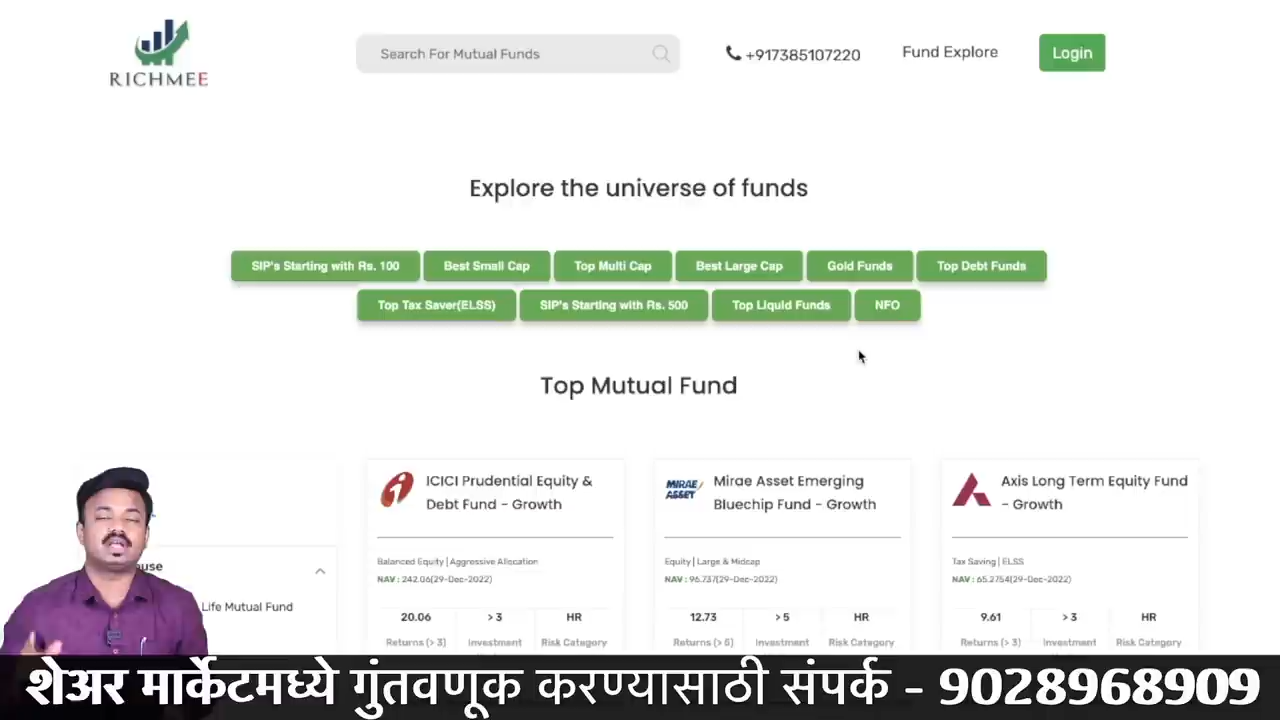 RICHMEE
Search For Mutual Funds
+917385107220
Fund Explore
Login
Explore the universe of funds
SIP's Starting with Rs. 100
Best Small Cap
Top Multi Cap
Best Large Cap
Gold Funds
Top Debt Funds
Top Tax Saver(ELSS)
SIP's Starting with Rs. 500
Top Liquid Funds
NFO
Top Mutual Fund
ICICI Prudential Equity &
Debt Fund - Growth
Balanced Equity | Aggressive Allocation
NAV : 242.06(29-Dec-2022)
20.06 > 3 HR
Returns (> 3) Investment Risk Category
Mirae Asset Emerging
Bluechip Fund - Growth
MIRAE ASSET
Equity | Large & Midcap
NAV : 96.737(29-Dec-2022)
12.73 > 5 HR
Returns (> 5) Investment Risk Category
Axis Long Term Equity Fund
- Growth
Tax Saving | ELSS
NAV : 65.2754(29-Dec-2022)
9.61 > 3 HR
Returns (> 3) Investment Risk Category
Life Mutual Fund
शेअर मार्केटमध्ये गुंतवणूक करण्यासाठी संपर्क - 9028968909